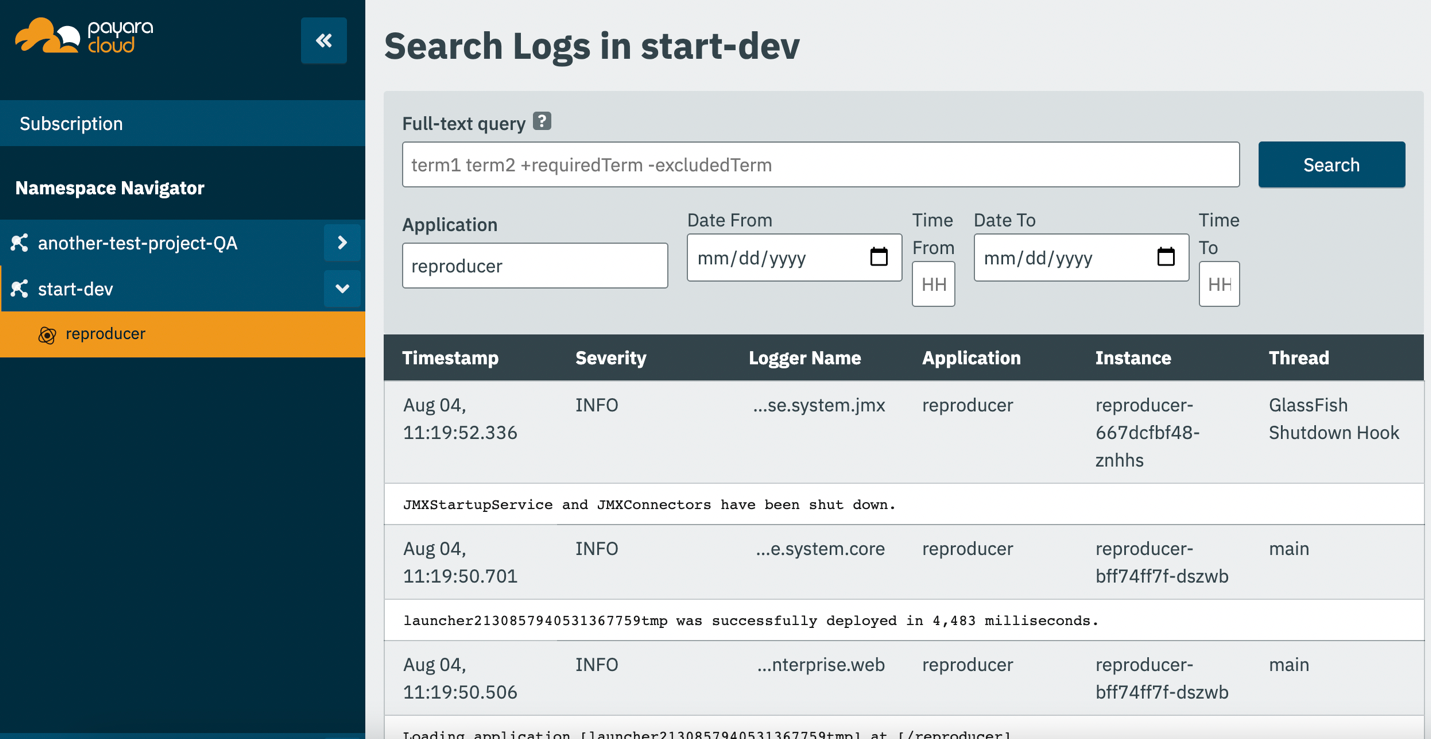 payara
cloud
Subscription
Namespace Navigator
another-test-project-QA
start-dev
reproducer
Search Logs in start-dev
Full-text query ?
term1 term2 +requiredTerm -excludedTerm
Search
Application
reproducer
Date From
mm/dd/yyyy
Time
From
HH
Date To
mm/dd/yyyy
Time
To
HH
Timestamp Severity Logger Name Application Instance Thread
Aug 04, INFO ...se.system.jmx reproducer reproducer- GlassFish
11:19:52.336 667dcfbf48- Shutdown Hook
znhhs
JMXStartupService and JMXConnectors have been shut down.
Aug 04, INFO ...e.system.core reproducer reproducer- main
11:19:50.701 bff74ff7f-dszwb
launcher2130857940531367759tmp was successfully deployed in 4,483 milliseconds.
Aug 04, INFO ...nterprise.web reproducer reproducer- main
11:19:50.506 bff74ff7f-dszwb
Loading application [launcher2130857940531367759tmp] at [/reproducer]